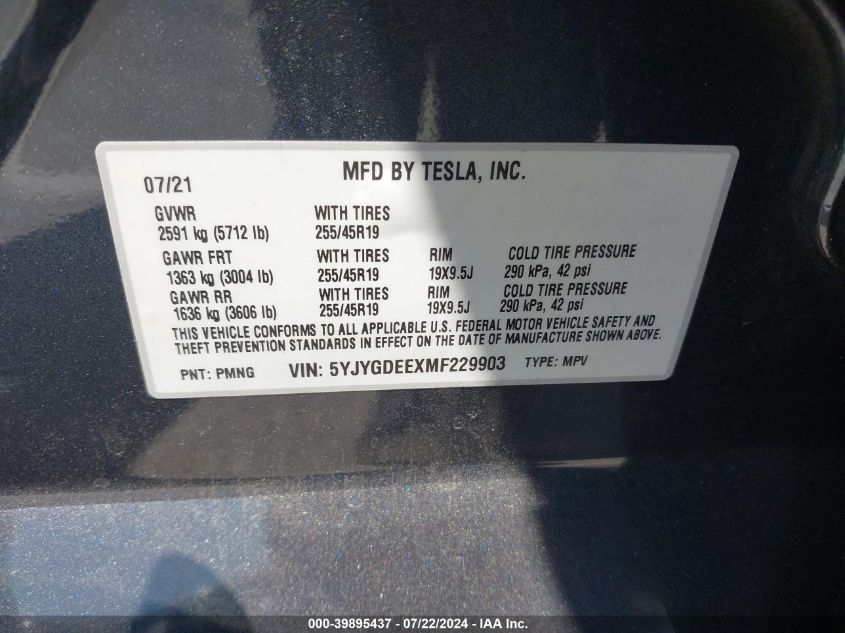 07/21 MFD BY TESLA, INC.
GVWR WITH TIRES
2591 kg (5712 lb) 255/45R19
GAWR FRT WITH TIRES RIM COLD TIRE PRESSURE
1363 kg (3004 lb) 255/45R19 19X9.5J 290 kPa, 42 psi
GAWR RR WITH TIRES RIM COLD TIRE PRESSURE
1636 kg (3606 lb) 255/45R19 19X9.5J 290 kPa, 42 psi
THIS VEHICLE CONFORMS TO ALL APPLICABLE U.S. FEDERAL MOTOR VEHICLE SAFETY AND
THEFT PREVENTION STANDARDS IN EFFECT ON THE DATE OF MANUFACTURE SHOWN ABOVE.
PNT: PMNG VIN: 5YJYGDEEXMF229903 TYPE: MPV
000-39895437 - 07/22/2024 - IAA Inc.